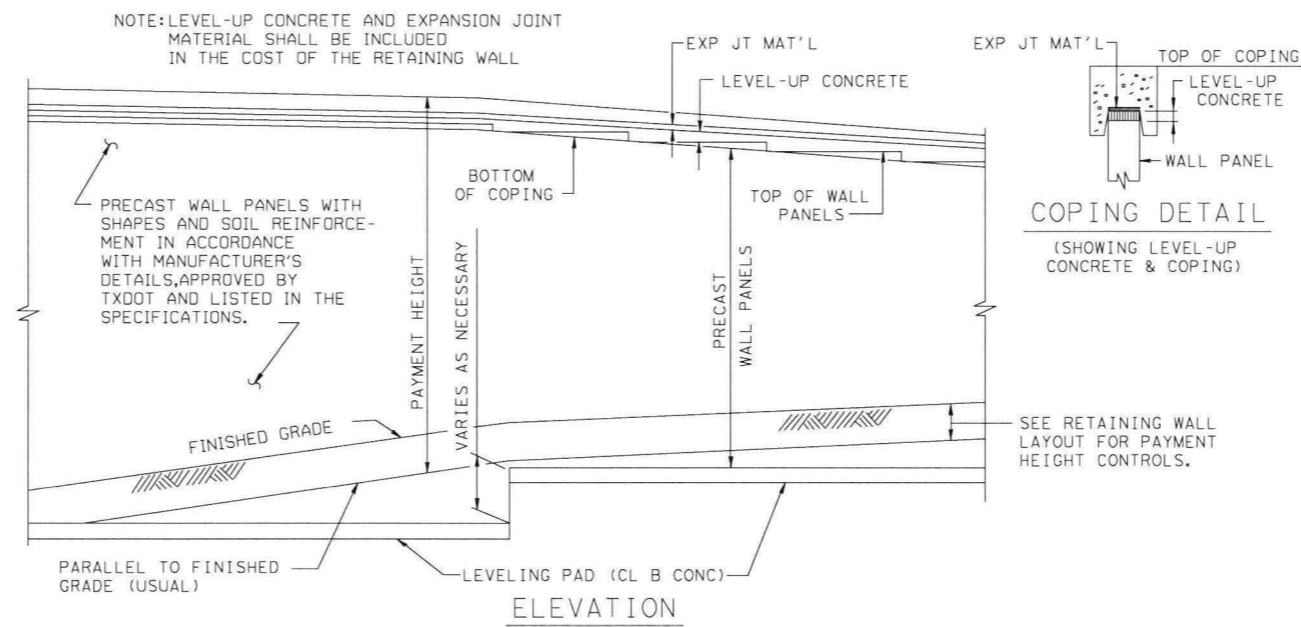 NOTE:LEVEL-UP CONCRETE AND EXPANSION JOINT
MATERIAL SHALL BE INCLUDED
IN THE COST OF THE RETAINING WALL
EXP JT MAT'L
LEVEL-UP CONCRETE
EXP JT MAT'L
TOP OF COPING
LEVEL-UP
CONCRETE
WALL PANEL
COPING DETAIL
(SHOWING LEVEL-UP
CONCRETE & COPING)
BOTTOM
OF COPING
TOP OF WALL
PANELS
PRECAST WALL PANELS WITH
SHAPES AND SOIL REINFORCE-
MENT IN ACCORDANCE
WITH MANUFACTURER'S
DETAILS,APPROVED BY
TXDOT AND LISTED IN THE
SPECIFICATIONS.
PAYMENT HEIGHT
VARIES AS NECESSARY
PRECAST
WALL PANELS
FINISHED GRADE
SEE RETAINING WALL
LAYOUT FOR PAYMENT
HEIGHT CONTROLS.
PARALLEL TO FINISHED
GRADE (USUAL)
LEVELING PAD (CL B CONC)
ELEVATION